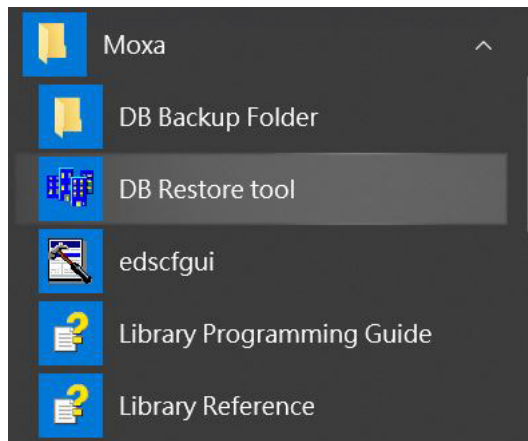 Moxa
DB Backup Folder
DB Restore tool
edscfgui
Library Programming Guide
Library Reference